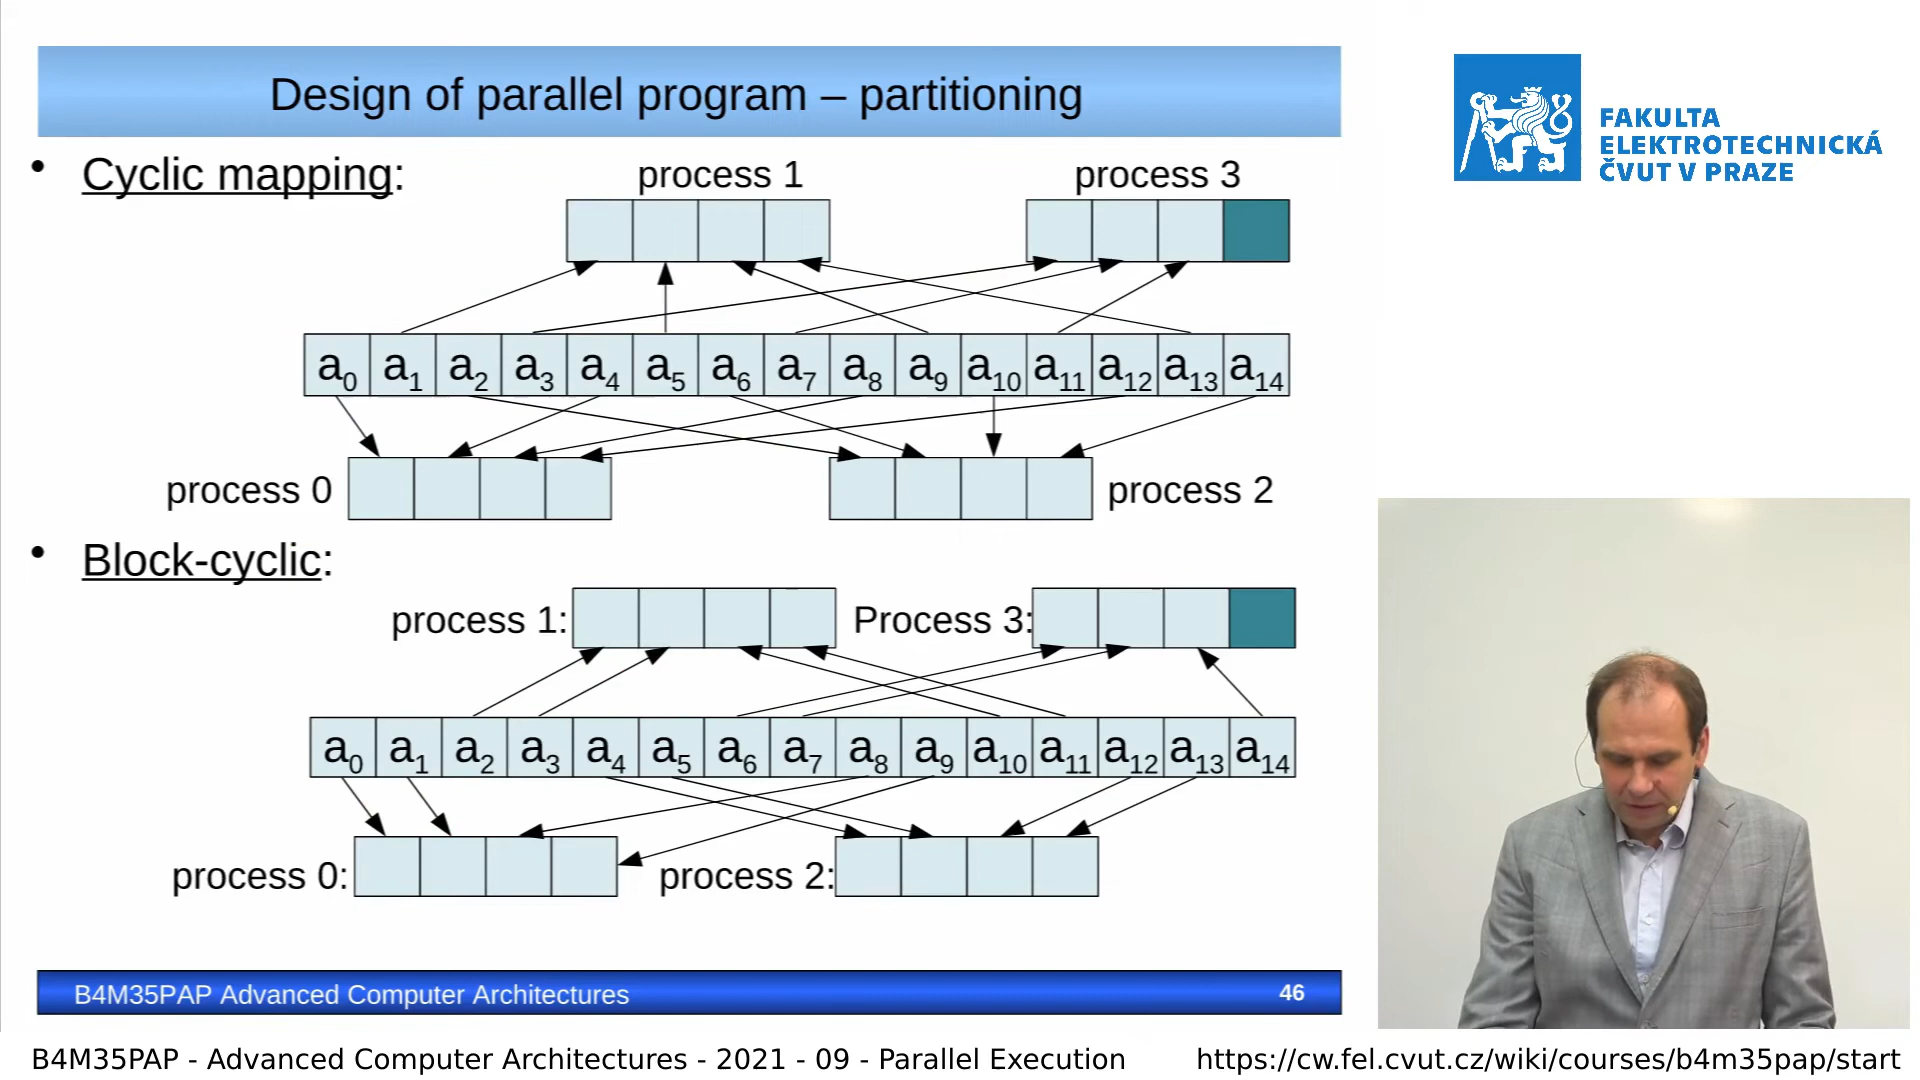 Design of parallel program – partitioning
• Cyclic mapping:
process 1
process 3
a0 a1 a2 a3 a4 a5 a6 a7 a8 a9 a10 a11 a12 a13 a14
process 0
process 2
• Block-cyclic:
process 1:
Process 3:
a0 a1 a2 a3 a4 a5 a6 a7 a8 a9 a10 a11 a12 a13 a14
process 0:
process 2:
B4M35PAP Advanced Computer Architectures
46
FAKULTA
ELEKTROTECHNICKÁ
ČVUT V PRAZE
B4M35PAP - Advanced Computer Architectures - 2021 - 09 - Parallel Execution
https://cw.fel.cvut.cz/wiki/courses/b4m35pap/start